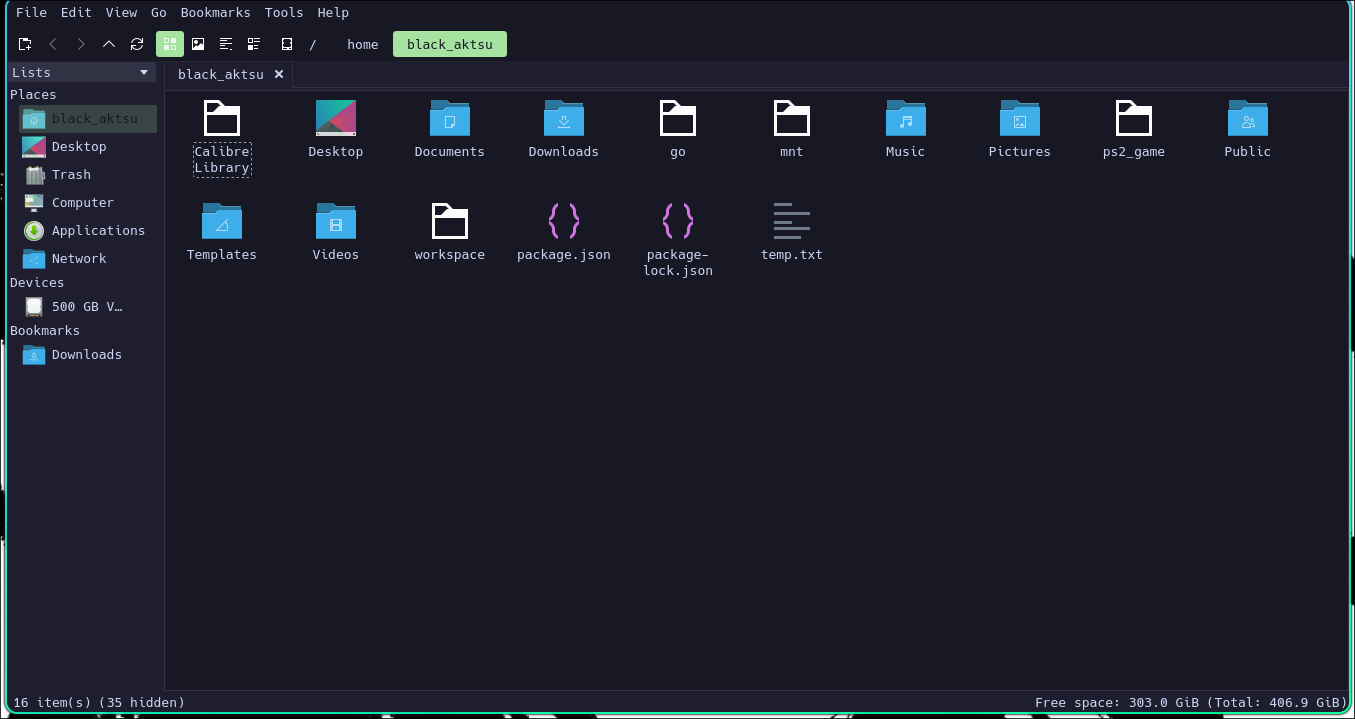 File Edit View Go Bookmarks Tools Help
/ home black_aktsu
Lists
black_aktsu
Places
black_aktsu
Desktop
Trash
Computer
Applications
Network
Devices
500 GB V…
Bookmarks
Downloads
Calibre
Library
Desktop
Documents
Downloads
go
mnt
Music
Pictures
ps2_game
Public
Templates
Videos
workspace
package.json
package-
lock.json
temp.txt
16 item(s) (35 hidden)
Free space: 303.0 GiB (Total: 406.9 GiB)